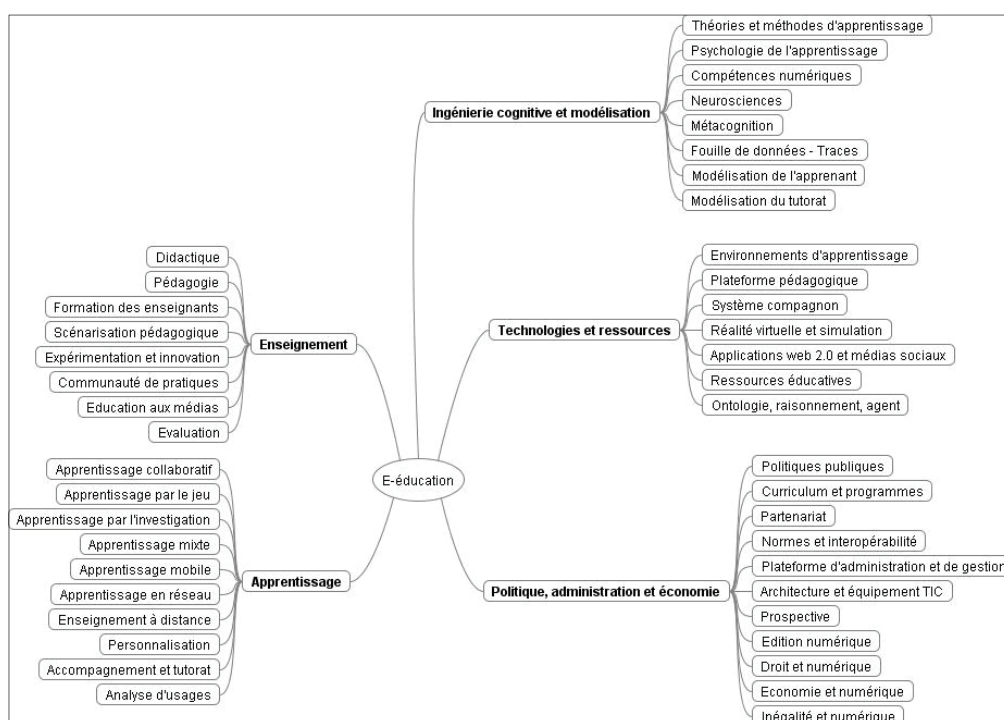 Théories et méthodes d'apprentissage
Psychologie de l'apprentissage
Compétences numériques
Ingénierie cognitive et modélisation
Neurosciences
Métacognition
Fouille de données - Traces
Modélisation de l'apprenant
Modélisation du tutorat
Didactique
Pédagogie
Formation des enseignants
Scénarisation pédagogique
Enseignement
Expérimentation et innovation
Communauté de pratiques
Education aux médias
Evaluation
Environnements d'apprentissage
Plateforme pédagogique
Système compagnon
Technologies et ressources
Réalité virtuelle et simulation
Applications web 2.0 et médias sociaux
Ressources éducatives
Ontologie, raisonnement, agent
E-éducation
Apprentissage collaboratif
Apprentissage par le jeu
Apprentissage par l'investigation
Apprentissage mixte
Apprentissage mobile
Apprentissage
Apprentissage en réseau
Enseignement à distance
Personnalisation
Accompagnement et tutorat
Analyse d'usages
Politiques publiques
Curriculum et programmes
Partenariat
Normes et interopérabilité
Plateforme d'administration et de gestion
Politique, administration et économie
Architecture et équipement TIC
Prospective
Edition numérique
Droit et numérique
Economie et numérique
Inégalité et numérique